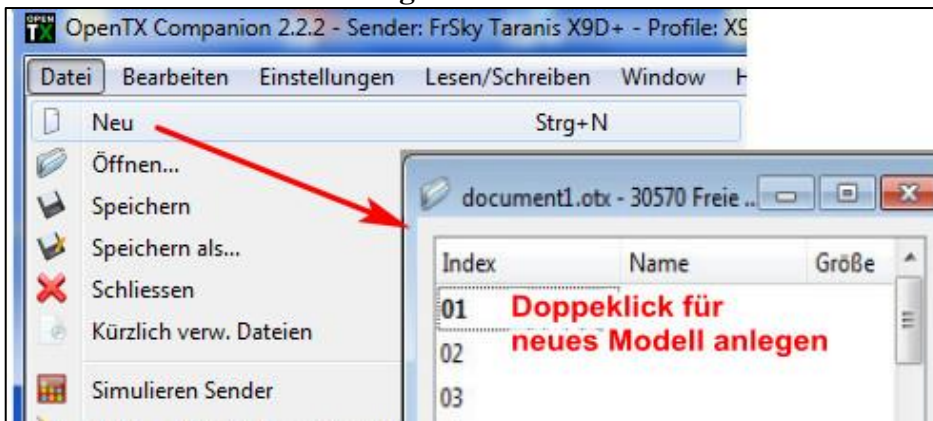 OPEN TX OpenTX Companion 2.2.2 - Sender: FrSky Taranis X9D+ - Profile: X9
Datei Bearbeiten Einstellungen Lesen/Schreiben Window H
Neu Strg+N
Öffnen...
Speichern
Speichern als...
Schliessen
Kürzlich verw. Dateien
Simulieren Sender
document1.otx - 30570 Freie ...
Index Name Größe
01 Doppeklick für
neues Modell anlegen
02
03